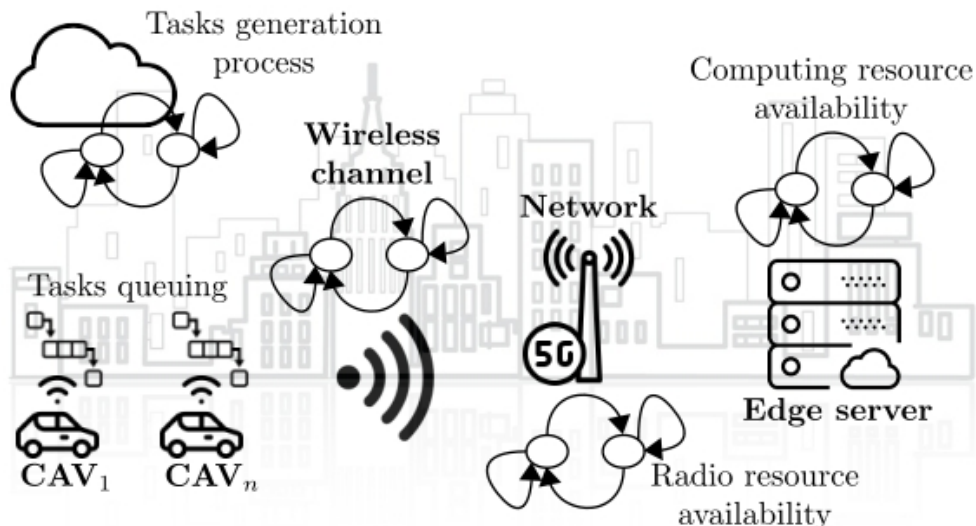 Tasks generation
process
Computing resource
availability
Wireless
channel
Network
Tasks queuing
5G
Edge server
CAV₁
CAVₙ
Radio resource
availability